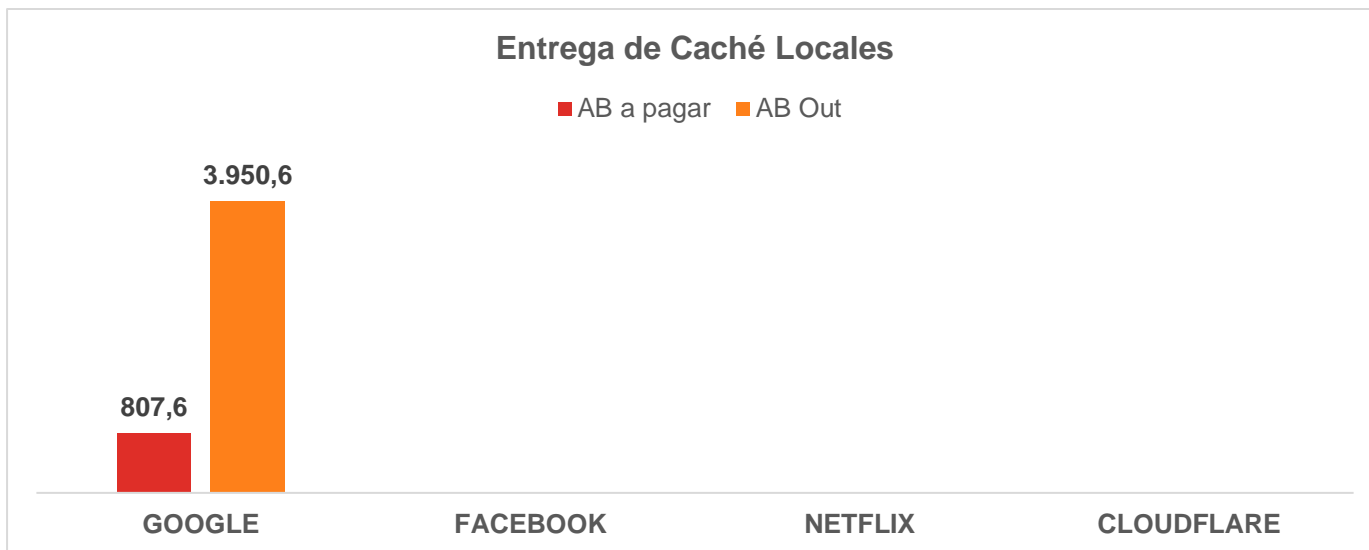 Entrega de Caché Locales
AB a pagar AB Out
3.950,6
807,6
GOOGLE FACEBOOK NETFLIX CLOUDFLARE